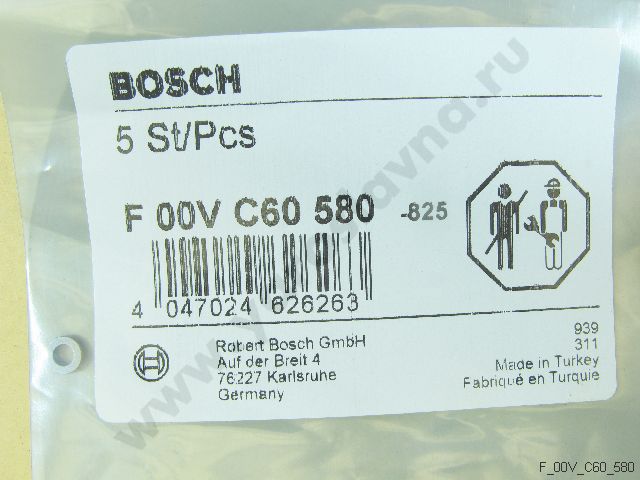 BOSCH
5 St/Pcs
F 00V C60 580 -825
4 047024 626263
Robert Bosch GmbH
Auf der Breit 4
76227 Karlsruhe
Germany
939
311
Made in Turkey
Fabriqué en Turquie
F_00V_C60_580